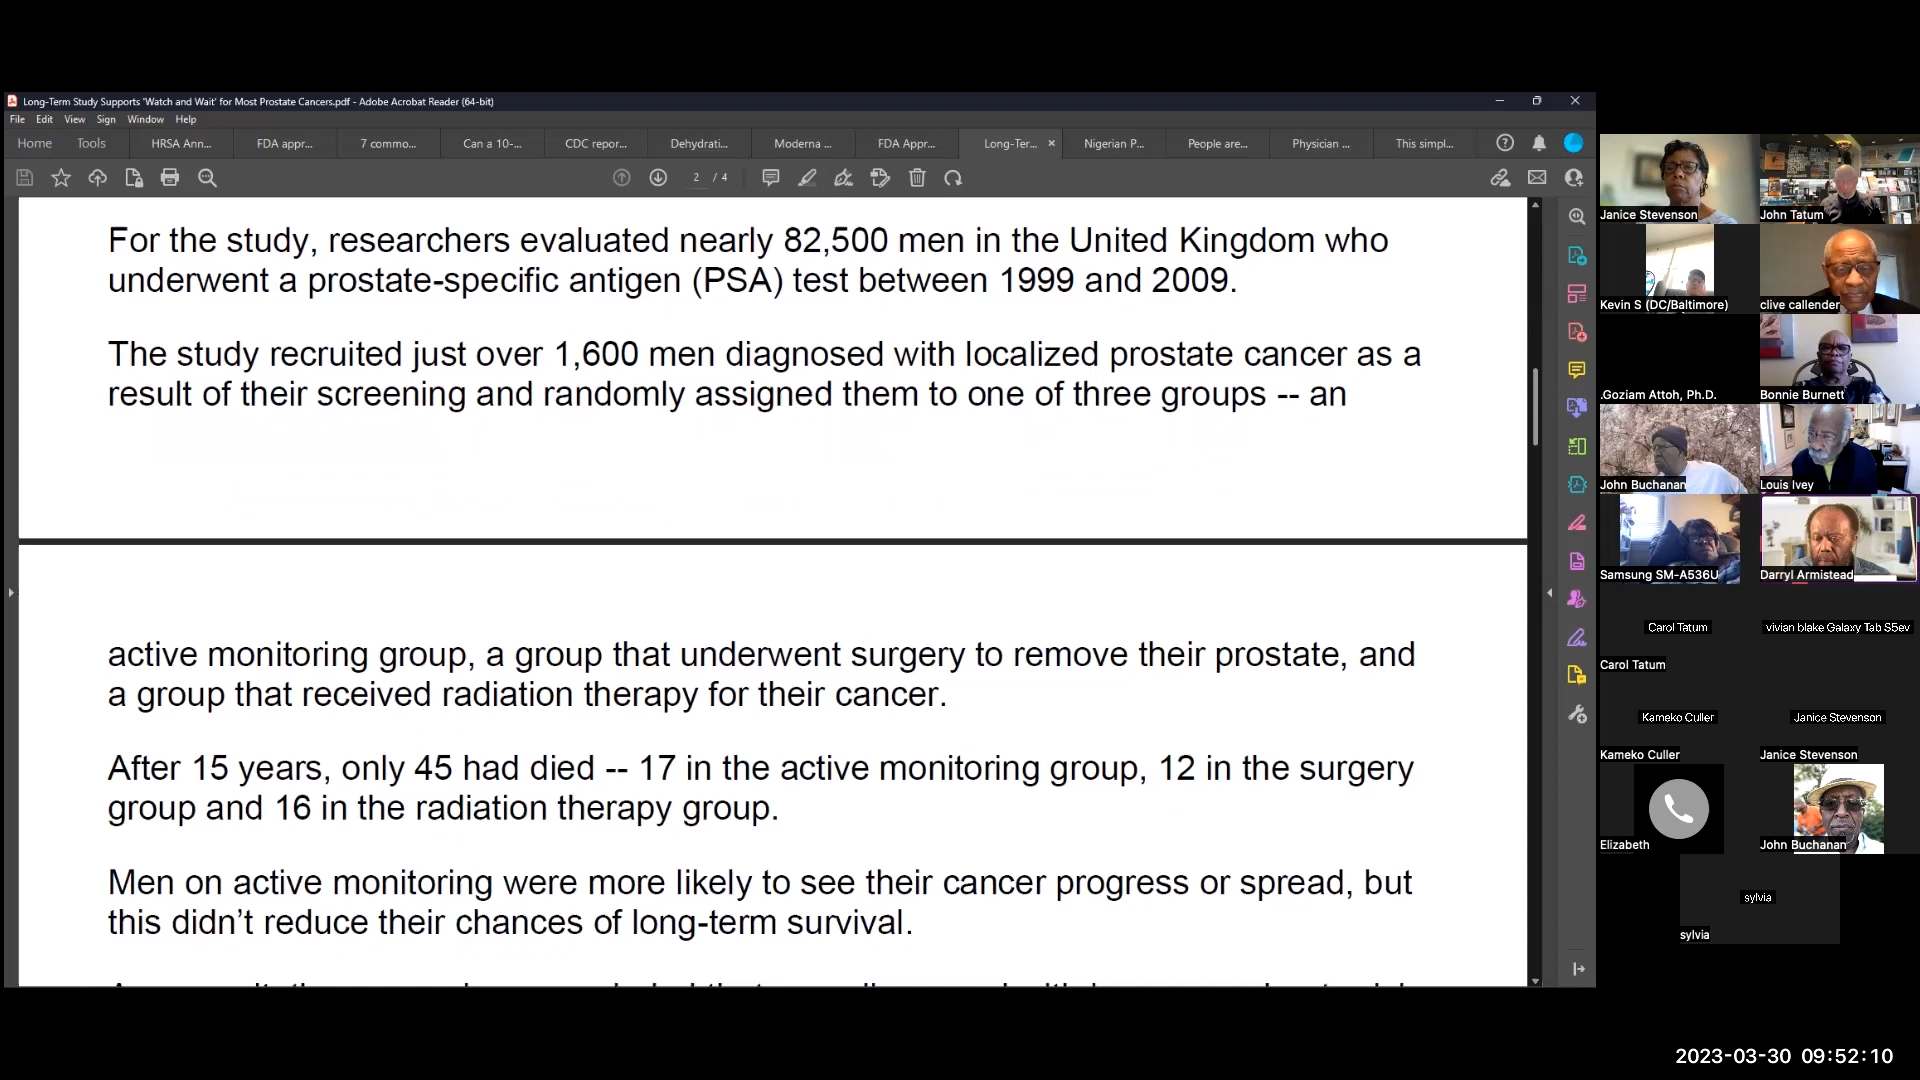 Long-Term Study Supports 'Watch and Wait' for Most Prostate Cancers.pdf - Adobe Acrobat Reader (64-bit)
File Edit View Sign Window Help
Home Tools HRSA Ann... FDA appr... 7 commo... Can a 10-... CDC repor... Dehydrati... Moderna ... FDA Appr... Long-Ter... Nigerian P... People are... Physician ... This simpl...
2 / 4
For the study, researchers evaluated nearly 82,500 men in the United Kingdom who
underwent a prostate-specific antigen (PSA) test between 1999 and 2009.
The study recruited just over 1,600 men diagnosed with localized prostate cancer as a
result of their screening and randomly assigned them to one of three groups -- an
active monitoring group, a group that underwent surgery to remove their prostate, and
a group that received radiation therapy for their cancer.
After 15 years, only 45 had died -- 17 in the active monitoring group, 12 in the surgery
group and 16 in the radiation therapy group.
Men on active monitoring were more likely to see their cancer progress or spread, but
this didn't reduce their chances of long-term survival.
Janice Stevenson
John Tatum
Kevin S (DC/Baltimore)
clive callender
.Goziam Attoh, Ph.D.
Bonnie Burnett
John Buchanan
Louis Ivey
Samsung SM-A536U
Darryl Armistead
Carol Tatum
vivian blake Galaxy Tab S5ev
Carol Tatum
Kameko Culler
Janice Stevenson
Kameko Culler
Janice Stevenson
Elizabeth
John Buchanan
sylvia
sylvia
2023-03-30 09:52:10